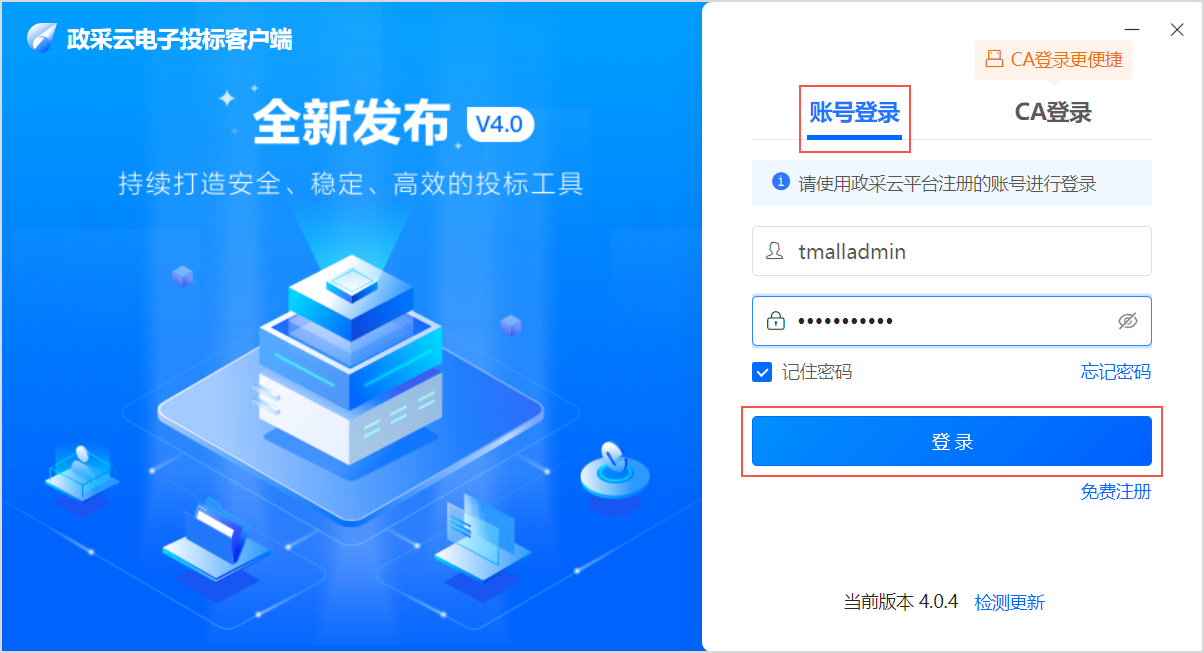 政采云电子投标客户端
全新发布 V4.0
持续打造安全、稳定、高效的投标工具
CA登录更便捷
账号登录 CA登录
请使用政采云平台注册的账号进行登录
tmalladmin
•••••••••••
记住密码 忘记密码
登 录
免费注册
当前版本 4.0.4 检测更新